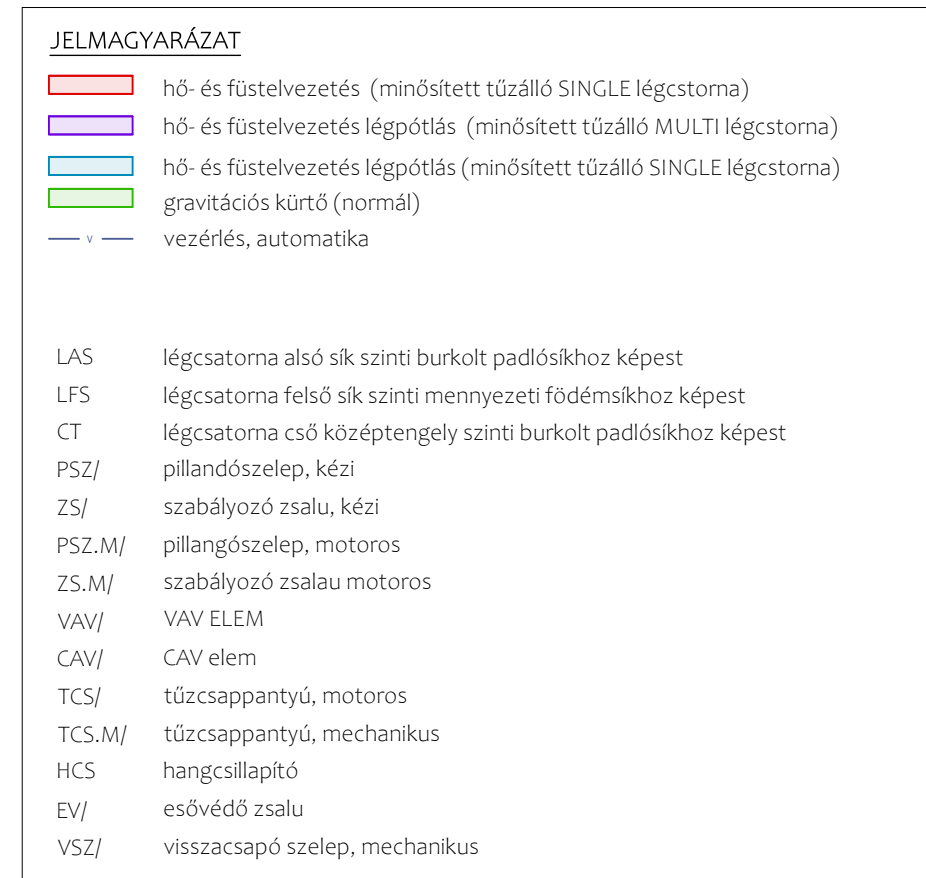 JELMAGYARÁZAT
hő- és füstelvezetés (minősített tűzálló SINGLE légcstorna)
hő- és füstelvezetés légpótlás (minősített tűzálló MULTI légcstorna)
hő- és füstelvezetés légpótlás (minősített tűzálló SINGLE légcstorna)
gravitációs kürtő (normál)
v vezérlés, automatika
LAS légcsatorna alsó sík szinti burkolt padlósíkhoz képest
LFS légcsatorna felső sík szinti mennyezeti födémsíkhoz képest
CT légcsatorna cső középtengely szinti burkolt padlósíkhoz képest
PSZ/ pillandószelep, kézi
ZS/ szabályozó zsalu, kézi
PSZ.M/ pillangószelep, motoros
ZS.M/ szabályozó zsalau motoros
VAV/ VAV ELEM
CAV/ CAV elem
TCS/ tűzcsappantyú, motoros
TCS.M/ tűzcsappantyú, mechanikus
HCS hangcsillapító
EV/ esővédő zsalu
VSZ/ visszacsapó szelep, mechanikus